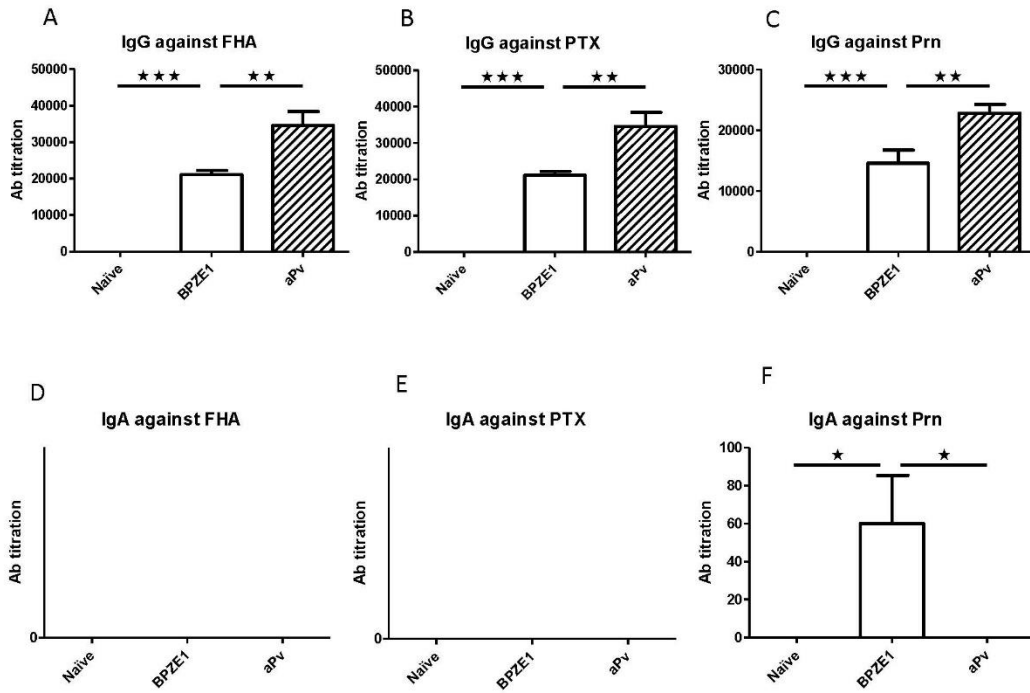 A
IgG against FHA
Ab titration
50000
40000
30000
20000
10000
0
★★★
★★
Naïve
BPZE1
aPv
B
IgG against PTX
Ab titration
50000
40000
30000
20000
10000
0
★★★
★★
Naïve
BPZE1
aPv
C
IgG against Prn
Ab titration
30000
20000
10000
0
★★★
★★
Naïve
BPZE1
aPv
D
IgA against FHA
Ab titration
0
Naïve
BPZE1
aPv
E
IgA against PTX
Ab titration
0
Naïve
BPZE1
aPv
F
IgA against Prn
Ab titration
100
80
60
40
20
0
★
★
Naïve
BPZE1
aPv